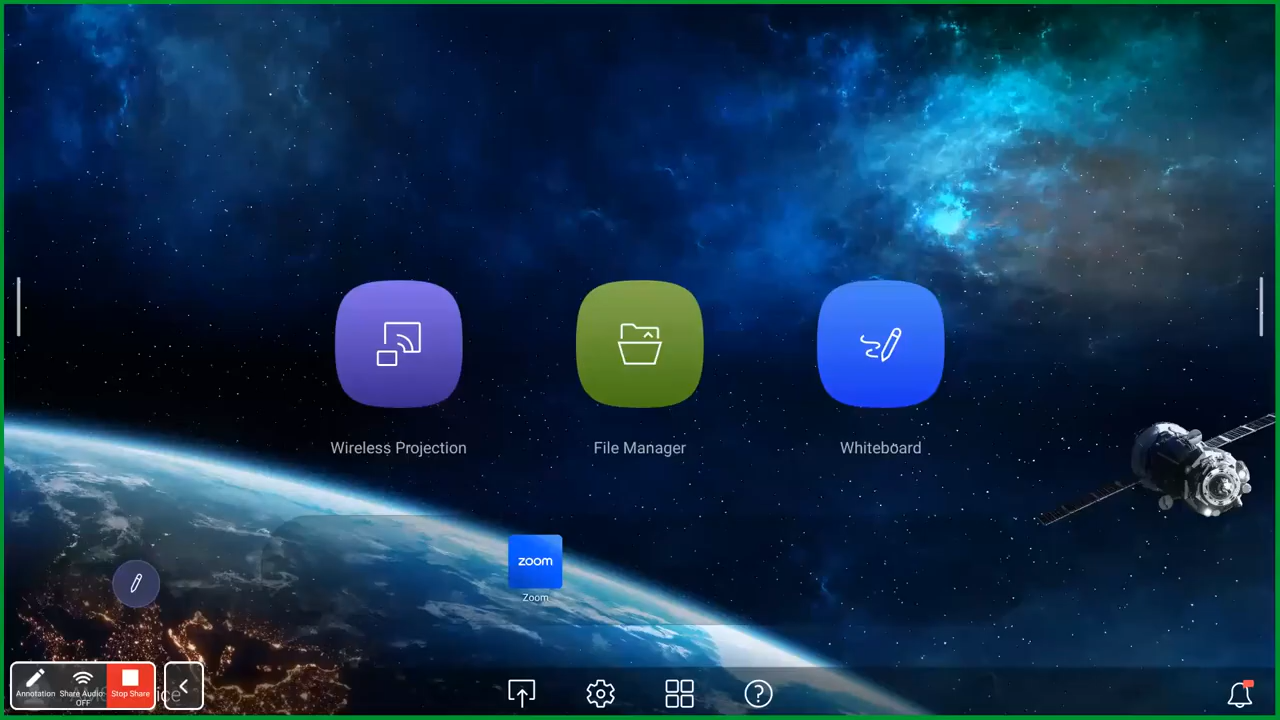 Wireless Projection
File Manager
Whiteboard
zoom
Zoom
Annotation
Share Audio
OFF
Stop Share
?